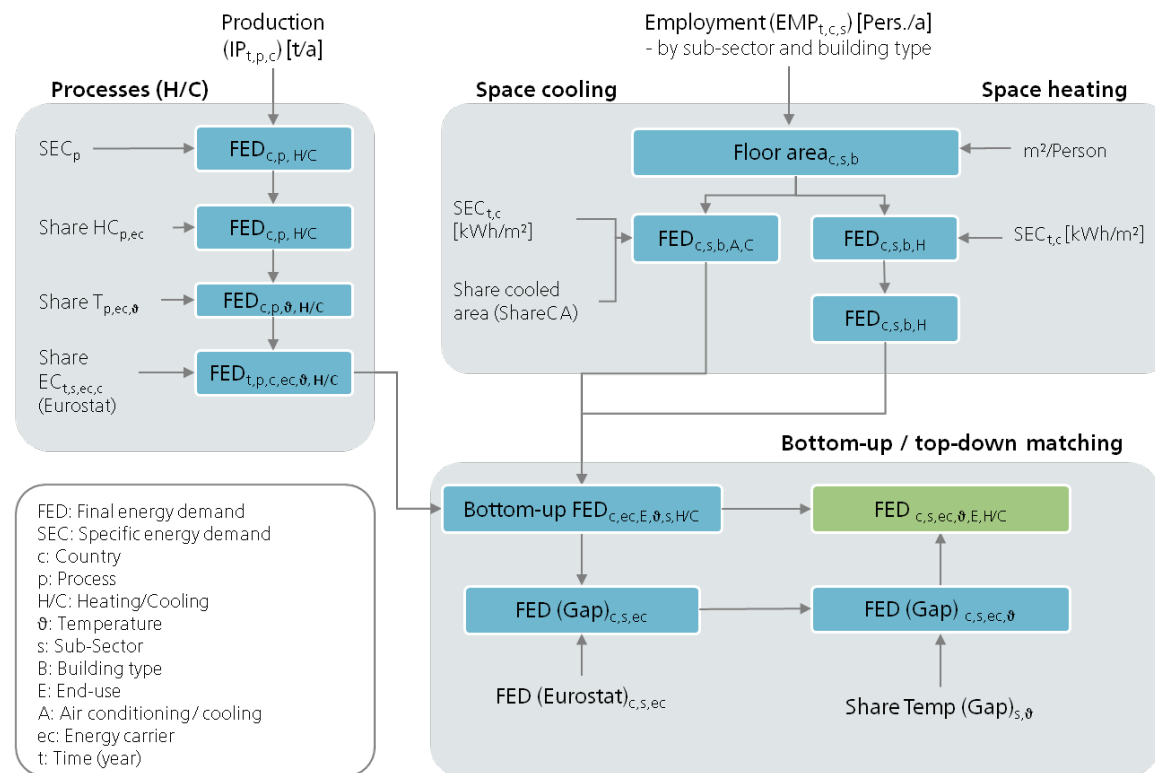 Production
(IP_t,p,c) [t/a]
Employment (EMP_t,c,s) [Pers./a]
- by sub-sector and building type
Processes (H/C)
Space cooling
Space heating
SEC_p
FED_c,p, H/C
Share HC_p,ec
FED_c,p, H/C
Share T_p,ec,ϑ
FED_c,p,ϑ, H/C
Share
EC_t,s,ec,c
(Eurostat)
FED_t,p,c,ec,ϑ, H/C
Floor area_c,s,b
m²/Person
SEC_t,c
[kWh/m²]
FED_c,s,b,A,C
FED_c,s,b,H
SEC_t,c [kWh/m²]
Share cooled
area (ShareCA)
FED_c,s,b,H
Bottom-up / top-down matching
Bottom-up FED_c,ec,E,ϑ,s,H/C
FED _c,s,ec,ϑ,E,H/C
FED (Gap)_c,s,ec
FED (Gap) _c,s,ec,ϑ
FED (Eurostat)_c,s,ec
Share Temp (Gap)_s,ϑ
FED: Final energy demand
SEC: Specific energy demand
c: Country
p: Process
H/C: Heating/Cooling
ϑ: Temperature
s: Sub-Sector
B: Building type
E: End-use
A: Air conditioning/ cooling
ec: Energy carrier
t: Time (year)